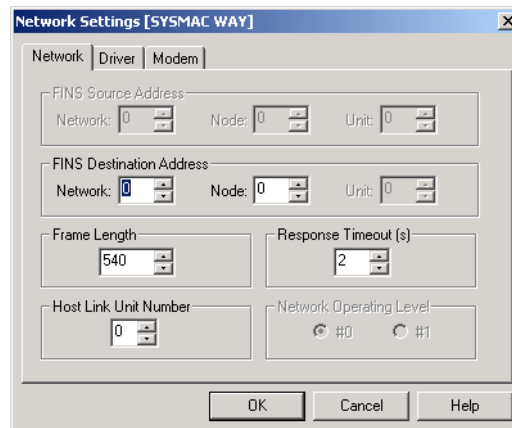 Network Settings [SYSMAC WAY]
Network Driver Modem
FINS Source Address
Network: 0 Node: 0 Unit: 0
FINS Destination Address
Network: 0 Node: 0 Unit: 0
Frame Length Response Timeout (s)
540 2
Host Link Unit Number Network Operating Level
0 #0 #1
OK Cancel Help